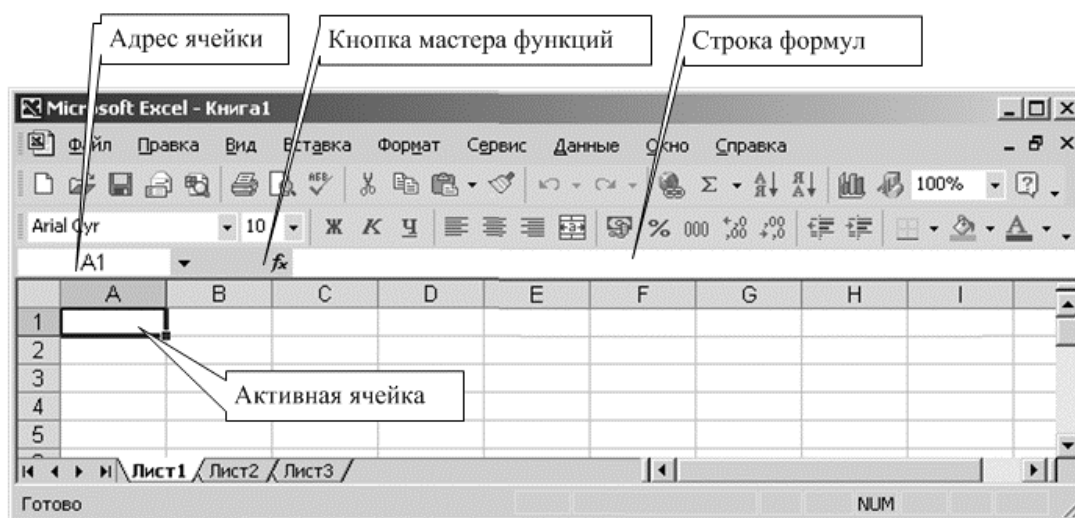 Адрес ячейки Кнопка мастера функций Строка формул
Microsoft Excel - Книга1
Файл Правка Вид Вставка Формат Сервис Данные Окно Справка
100%
Arial Cyr 10 Ж К Ч % 000
A1 fx
A B C D E F G H I
1
2
3
Активная ячейка
4
5
Лист1 Лист2 Лист3
Готово NUM